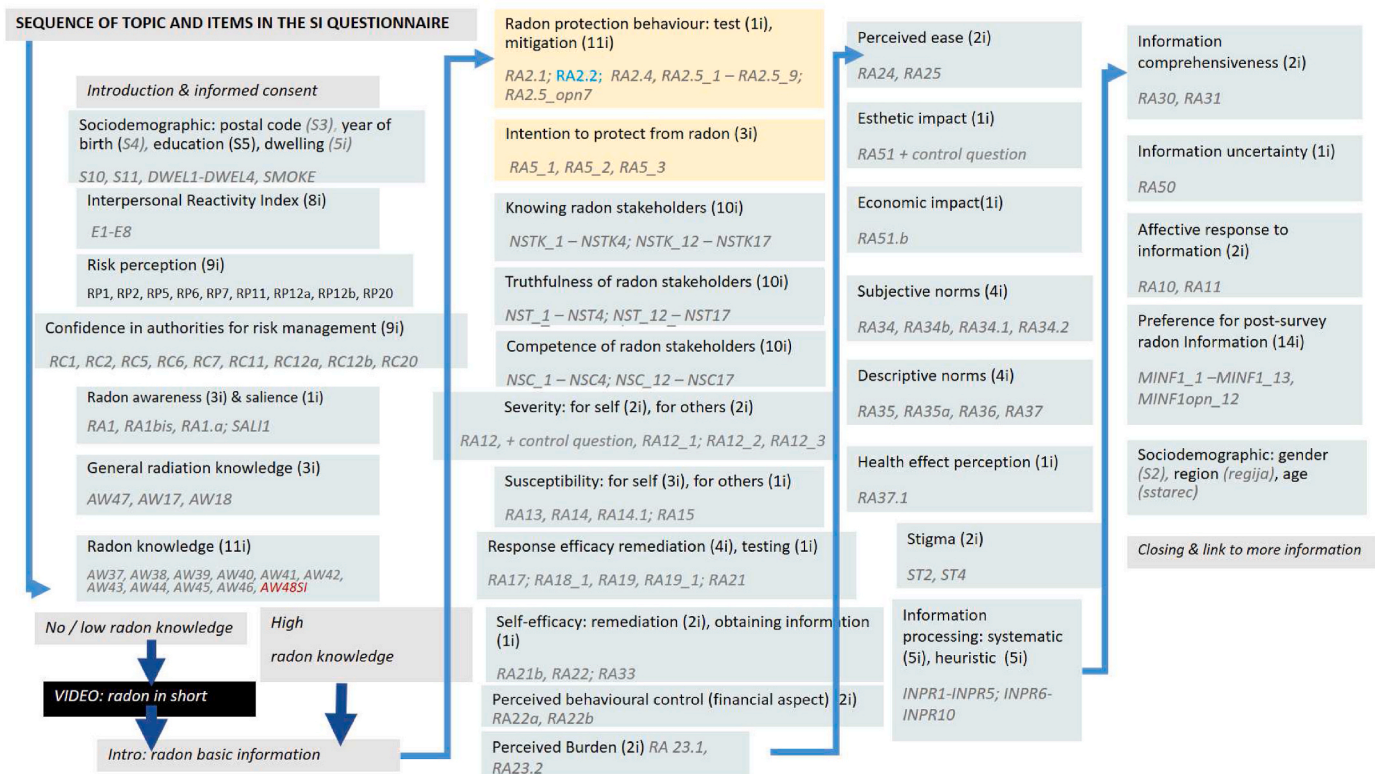 SEQUENCE OF TOPIC AND ITEMS IN THE SI QUESTIONNAIRE
Introduction & informed consent
Sociodemographic: postal code (S3), year of
birth (S4), education (S5), dwelling (5i)
S10, S11, DWEL1-DWEL4, SMOKE
Interpersonal Reactivity Index (8i)
E1-E8
Risk perception (9i)
RP1, RP2, RP5, RP6, RP7, RP11, RP12a, RP12b, RP20
Confidence in authorities for risk management (9i)
RC1, RC2, RC5, RC6, RC7, RC11, RC12a, RC12b, RC20
Radon awareness (3i) & salience (1i)
RA1, RA1bis, RA1.a; SALI1
General radiation knowledge (3i)
AW47, AW17, AW18
Radon knowledge (11i)
AW37, AW38, AW39, AW40, AW41, AW42,
AW43, AW44, AW45, AW46, AW48SI
No / low radon knowledge
High
radon knowledge
VIDEO: radon in short
Intro: radon basic information
Radon protection behaviour: test (1i),
mitigation (11i)
RA2.1; RA2.2; RA2.4, RA2.5_1 – RA2.5_9;
RA2.5_opn7
Intention to protect from radon (3i)
RA5_1, RA5_2, RA5_3
Knowing radon stakeholders (10i)
NSTK_1 – NSTK4; NSTK_12 – NSTK17
Truthfulness of radon stakeholders (10i)
NST_1 – NST4; NST_12 – NST17
Competence of radon stakeholders (10i)
NSC_1 – NSC4; NSC_12 – NSC17
Severity: for self (2i), for others (2i)
RA12, + control question, RA12_1; RA12_2, RA12_3
Susceptibility: for self (3i), for others (1i)
RA13, RA14, RA14.1; RA15
Response efficacy remediation (4i), testing (1i)
RA17; RA18_1, RA19, RA19_1; RA21
Self-efficacy: remediation (2i), obtaining information
(1i)
RA21b, RA22; RA33
Perceived behavioural control (financial aspect) (2i)
RA22a, RA22b
Perceived Burden (2i) RA 23.1,
RA23.2
Perceived ease (2i)
RA24, RA25
Esthetic impact (1i)
RA51 + control question
Economic impact(1i)
RA51.b
Subjective norms (4i)
RA34, RA34b, RA34.1, RA34.2
Descriptive norms (4i)
RA35, RA35a, RA36, RA37
Health effect perception (1i)
RA37.1
Stigma (2i)
ST2, ST4
Information
processing: systematic
(5i), heuristic (5i)
INPR1-INPR5; INPR6-
INPR10
Information
comprehensiveness (2i)
RA30, RA31
Information uncertainty (1i)
RA50
Affective response to
information (2i)
RA10, RA11
Preference for post-survey
radon Information (14i)
MINF1_1 –MINF1_13,
MINF1opn_12
Sociodemographic: gender
(S2), region (regija), age
(sstarec)
Closing & link to more information